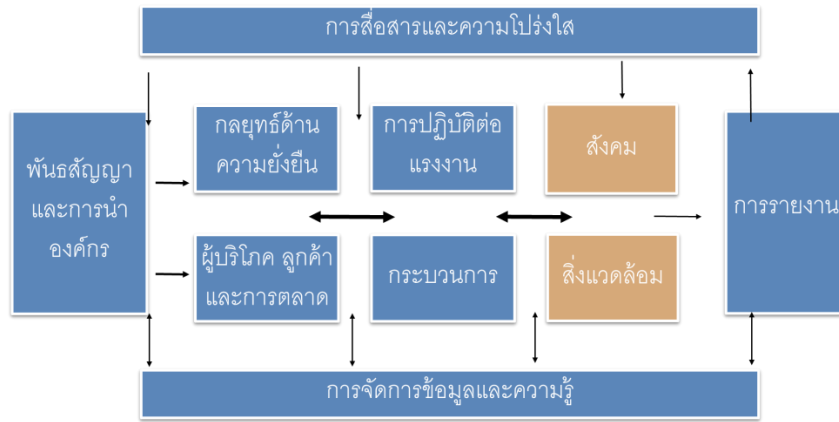 การสื่อสารและความโปร่งใส
พันธสัญญา
และการนำ
องค์กร
กลยุทธ์ด้าน
ความยั่งยืน
การปฏิบัติต่อ
แรงงาน
สังคม
การรายงาน
ผู้บริโภค ลูกค้า
และการตลาด
กระบวนการ
สิ่งแวดล้อม
การจัดการข้อมูลและความรู้